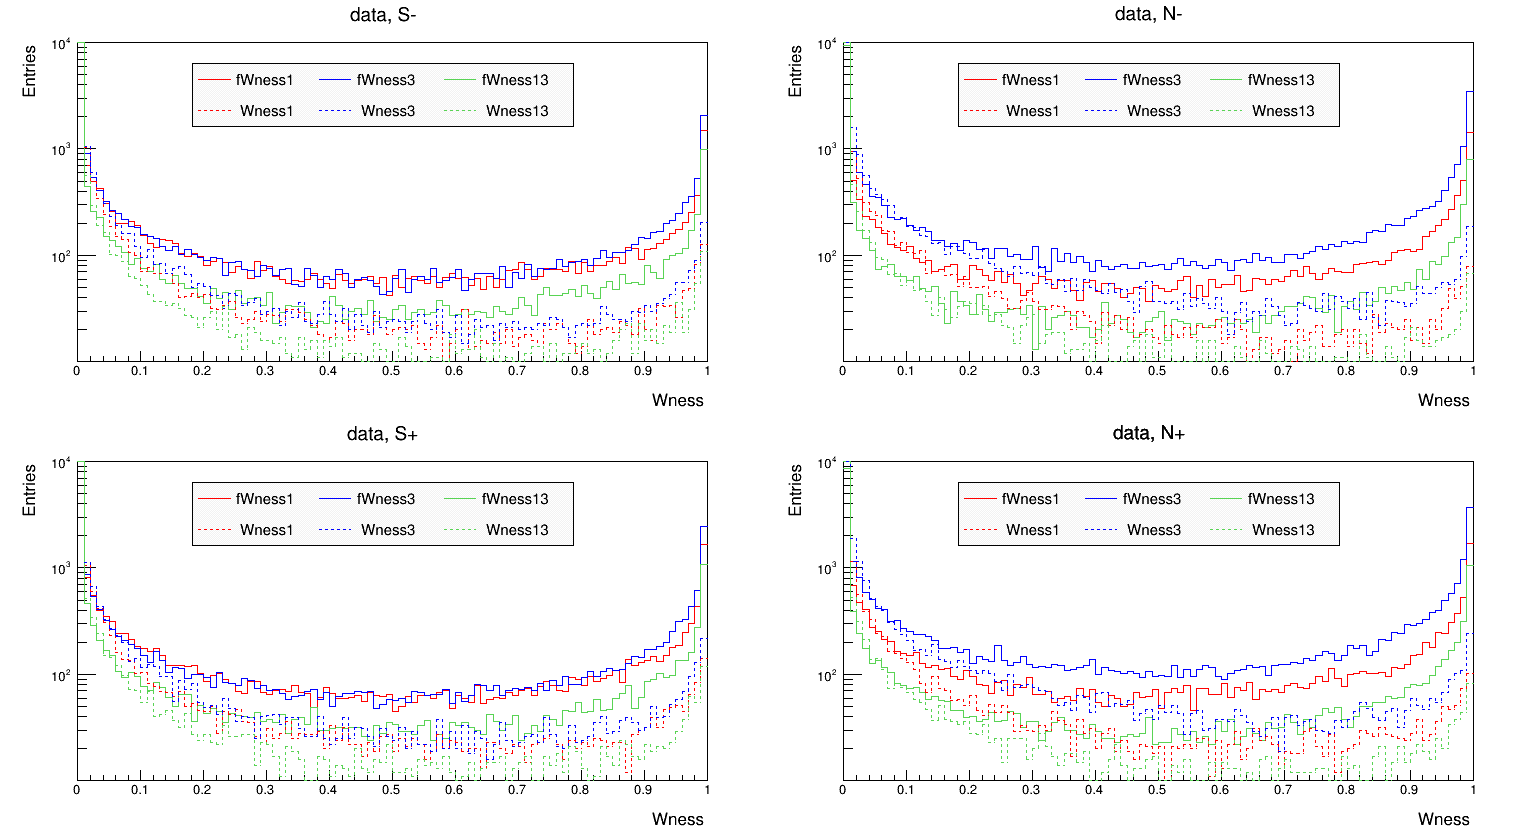 data, S-
Entries
10^4
10^3
10^2
fWness1 fWness3 fWness13
Wness1 Wness3 Wness13
0 0.1 0.2 0.3 0.4 0.5 0.6 0.7 0.8 0.9 1
Wness
data, N-
Entries
10^4
10^3
10^2
fWness1 fWness3 fWness13
Wness1 Wness3 Wness13
0 0.1 0.2 0.3 0.4 0.5 0.6 0.7 0.8 0.9 1
Wness
data, S+
Entries
10^4
10^3
10^2
fWness1 fWness3 fWness13
Wness1 Wness3 Wness13
0 0.1 0.2 0.3 0.4 0.5 0.6 0.7 0.8 0.9 1
Wness
data, N+
Entries
10^4
10^3
10^2
fWness1 fWness3 fWness13
Wness1 Wness3 Wness13
0 0.1 0.2 0.3 0.4 0.5 0.6 0.7 0.8 0.9 1
Wness